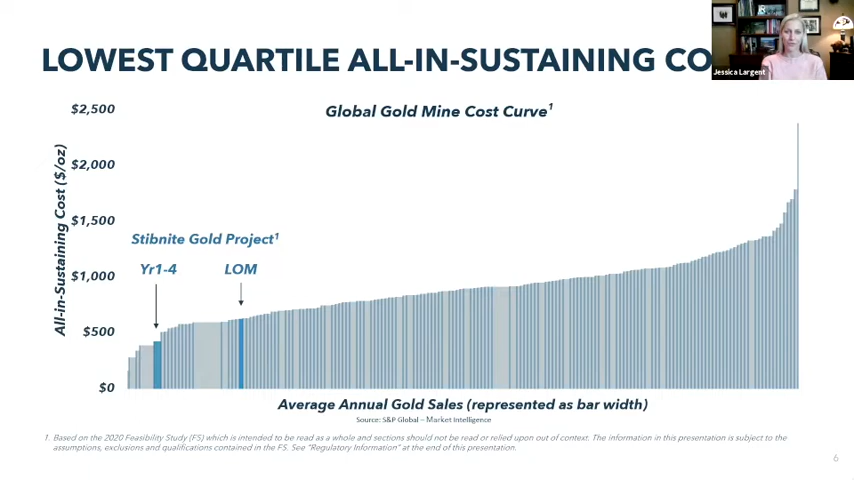 LOWEST QUARTILE ALL-IN-SUSTAINING CO
Jessica Largent
Global Gold Mine Cost Curve1
All-in-Sustaining Cost ($/oz)
$2,500
$2,000
$1,500
$1,000
$500
$0
Stibnite Gold Project1
Yr1-4 LOM
Average Annual Gold Sales (represented as bar width)
Source: S&P Global – Market Intelligence
1. Based on the 2020 Feasibility Study (FS) which is intended to be read as a whole and sections should not be read or relied upon out of context. The information in this presentation is subject to the
assumptions, exclusions and qualifications contained in the FS. See "Regulatory Information" at the end of this presentation.
6